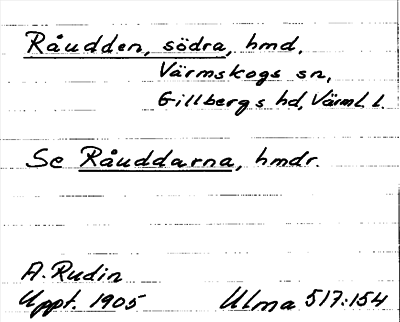 Råudden, södra, hmd,
Värmskogs sn,
Gillbergs hd, Värml. l.
Se Råuddarna, hmdr.
A. Rudin
Uppt. 1905 Ulma 517:154